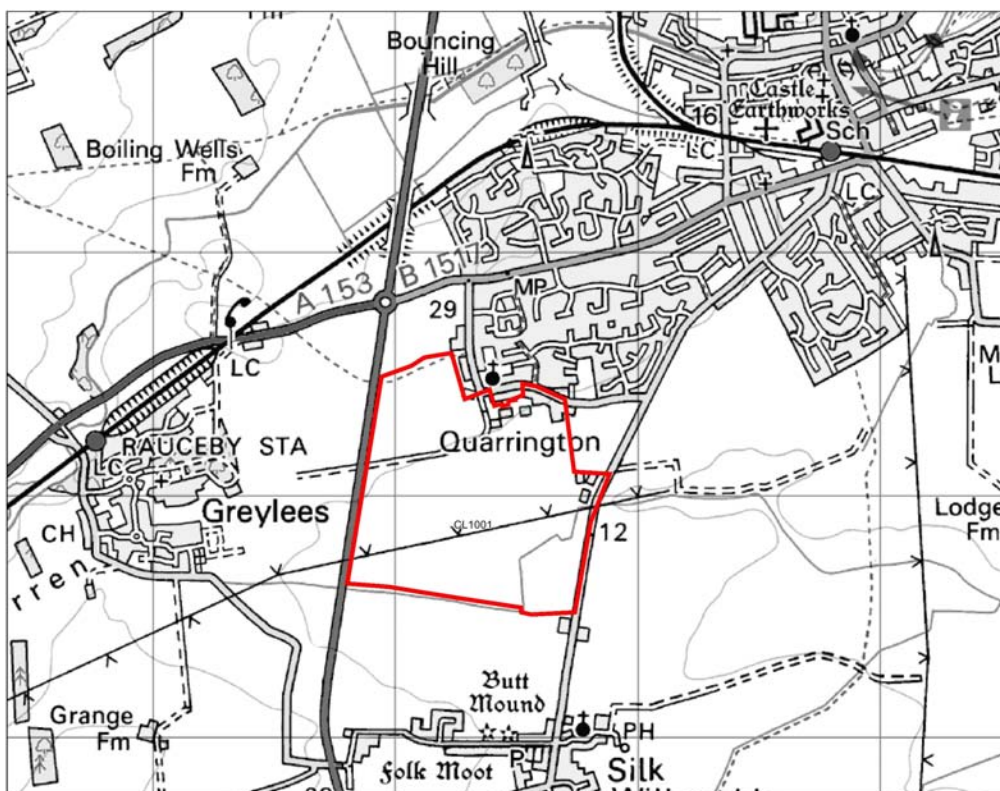 Bouncing
Hill
Castle
Earthworks
16
Sch
LC
Boiling Wells
Fm
LC
A 153
B 1517
MP
29
LC
RAUCEBY STA
LC
Quarrington
Greylees
CL1001
Lodge
Fm
CH
12
rren
Butt
Mound
Grange
Fm
PH
Folk Moot
P
Silk